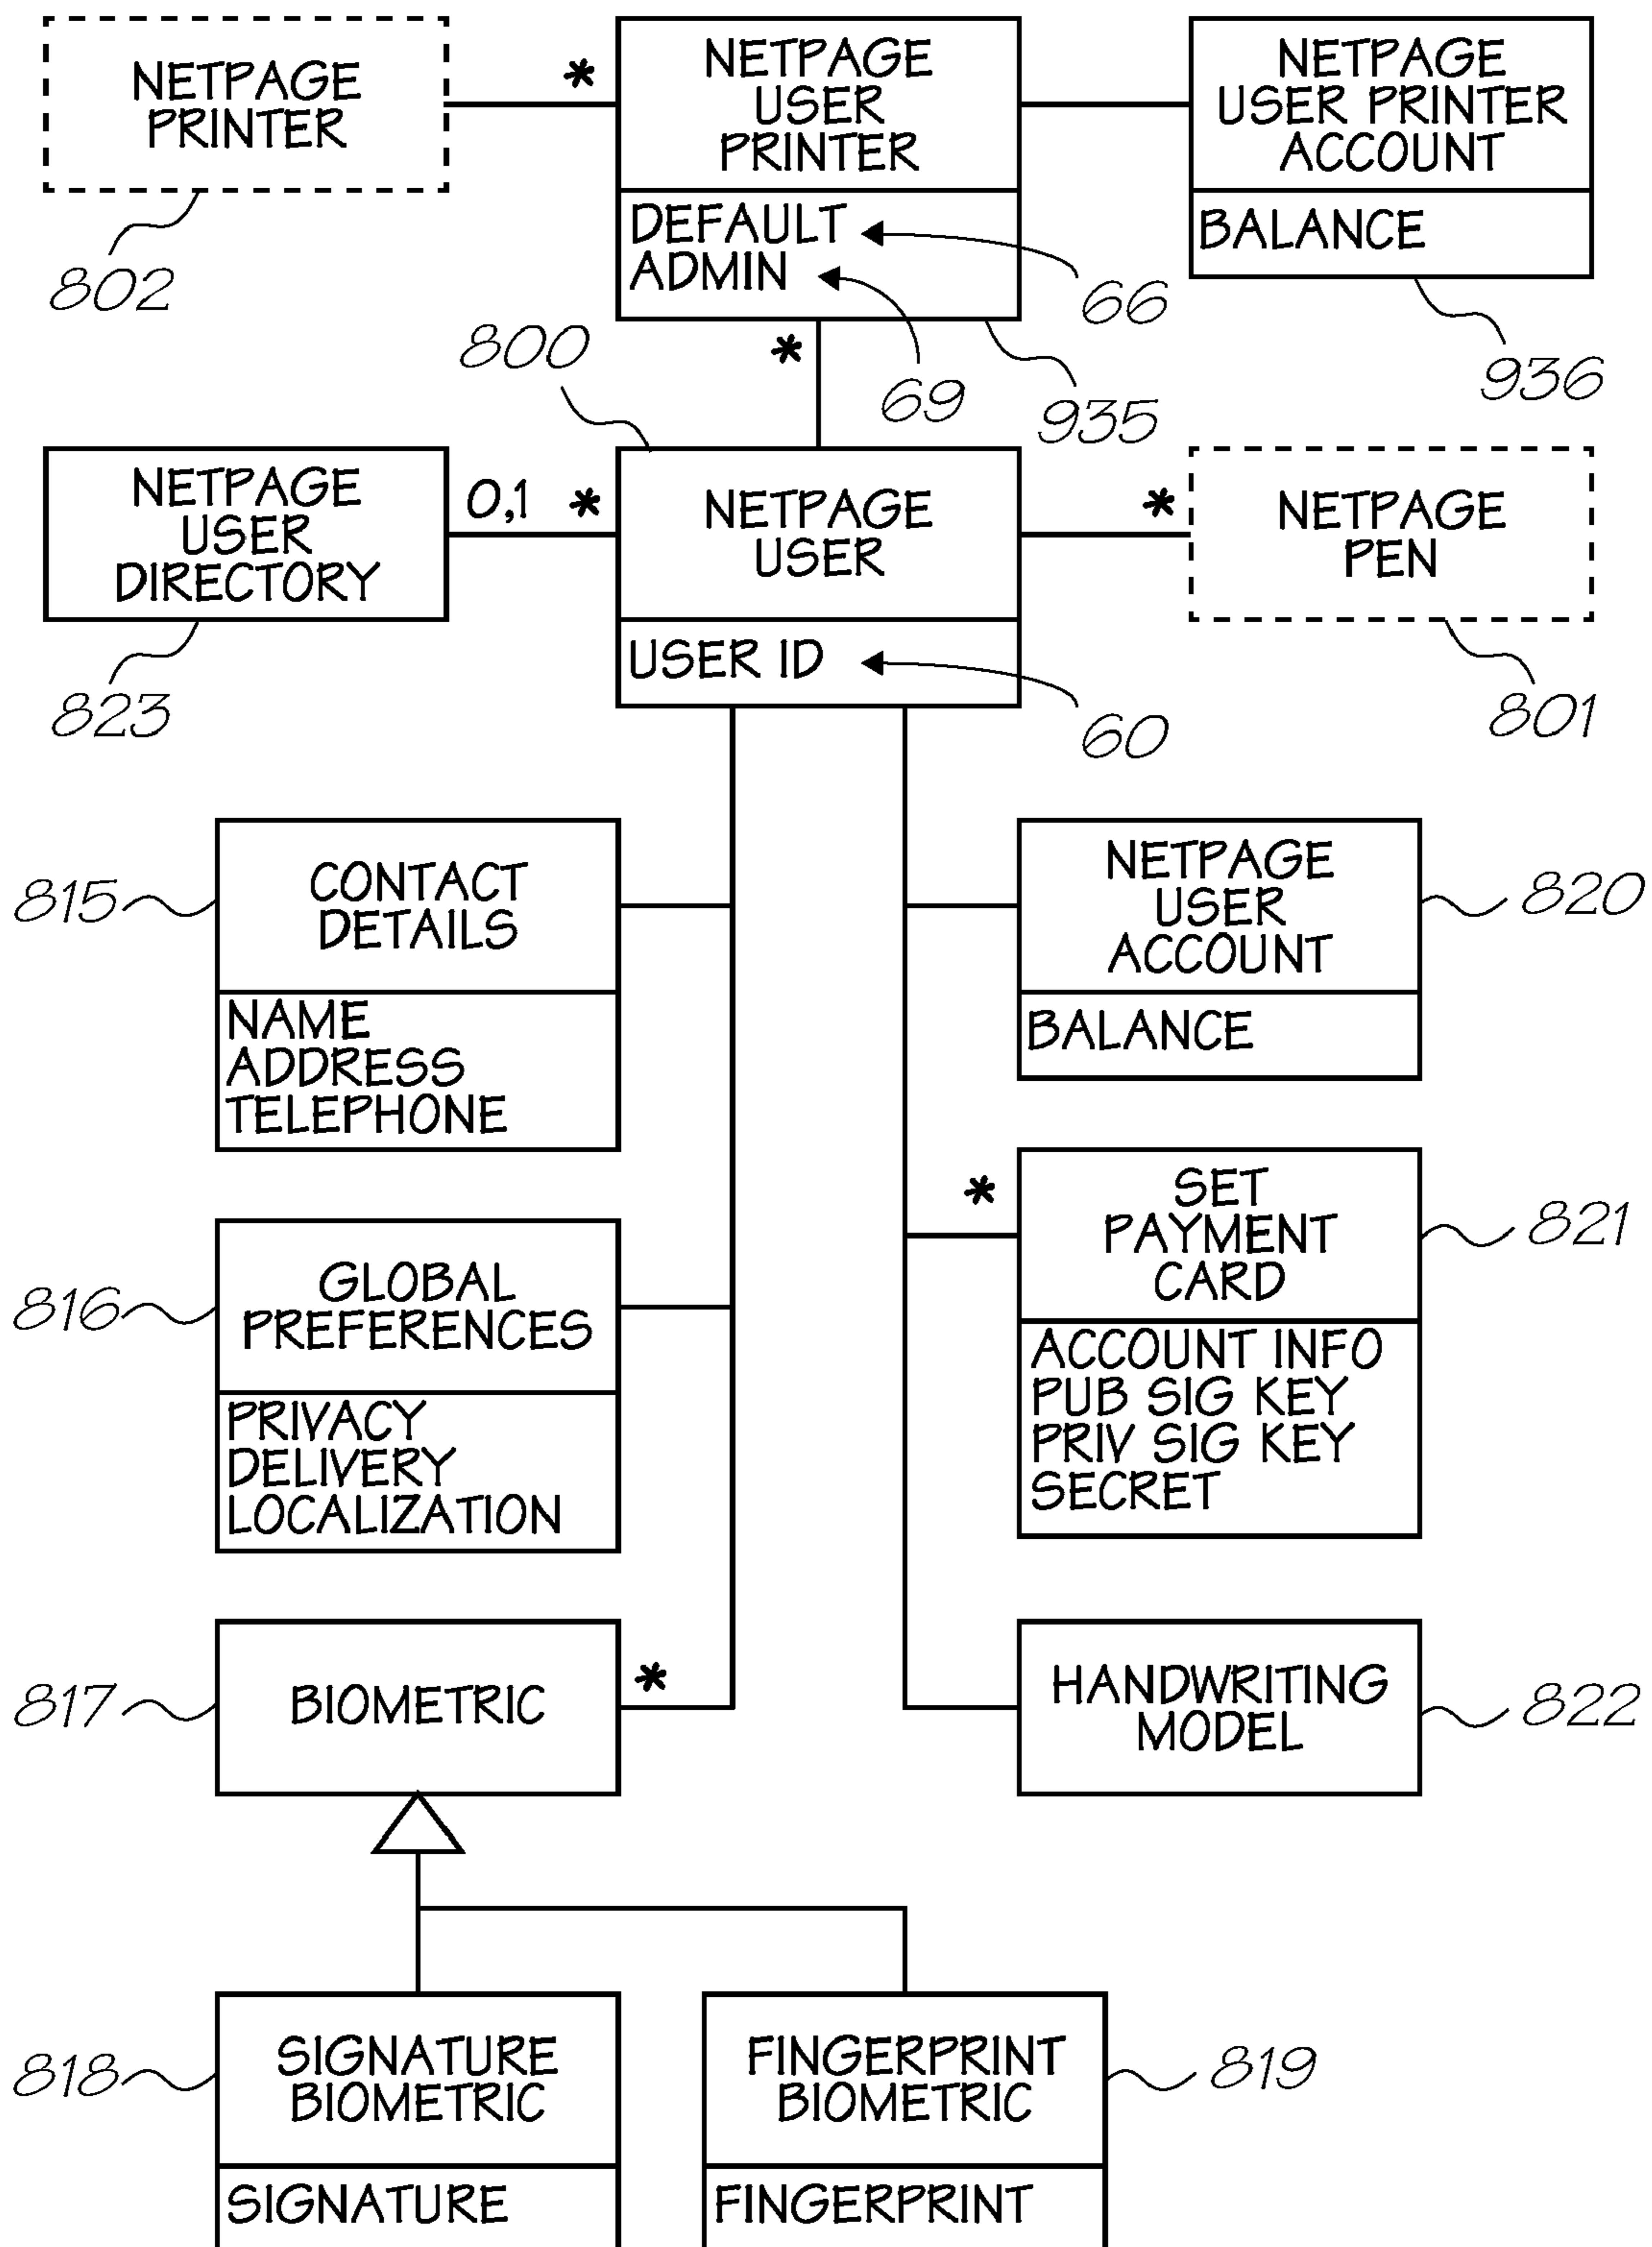 NETPAGE
PRINTER
802
*
NETPAGE
USER
PRINTER
DEFAULT
ADMIN
66
69
935
NETPAGE
USER PRINTER
ACCOUNT
BALANCE
936
*
800
NETPAGE
USER
DIRECTORY
823
0,1 *
NETPAGE
USER
USER ID
60
*
NETPAGE
PEN
801
815
CONTACT
DETAILS
NAME
ADDRESS
TELEPHONE
NETPAGE
USER
ACCOUNT
BALANCE
820
816
GLOBAL
PREFERENCES
PRIVACY
DELIVERY
LOCALIZATION
*
SET
PAYMENT
CARD
ACCOUNT INFO
PUB SIG KEY
PRIV SIG KEY
SECRET
821
817
BIOMETRIC
*
HANDWRITING
MODEL
822
818
SIGNATURE
BIOMETRIC
SIGNATURE
FINGERPRINT
BIOMETRIC
FINGERPRINT
819